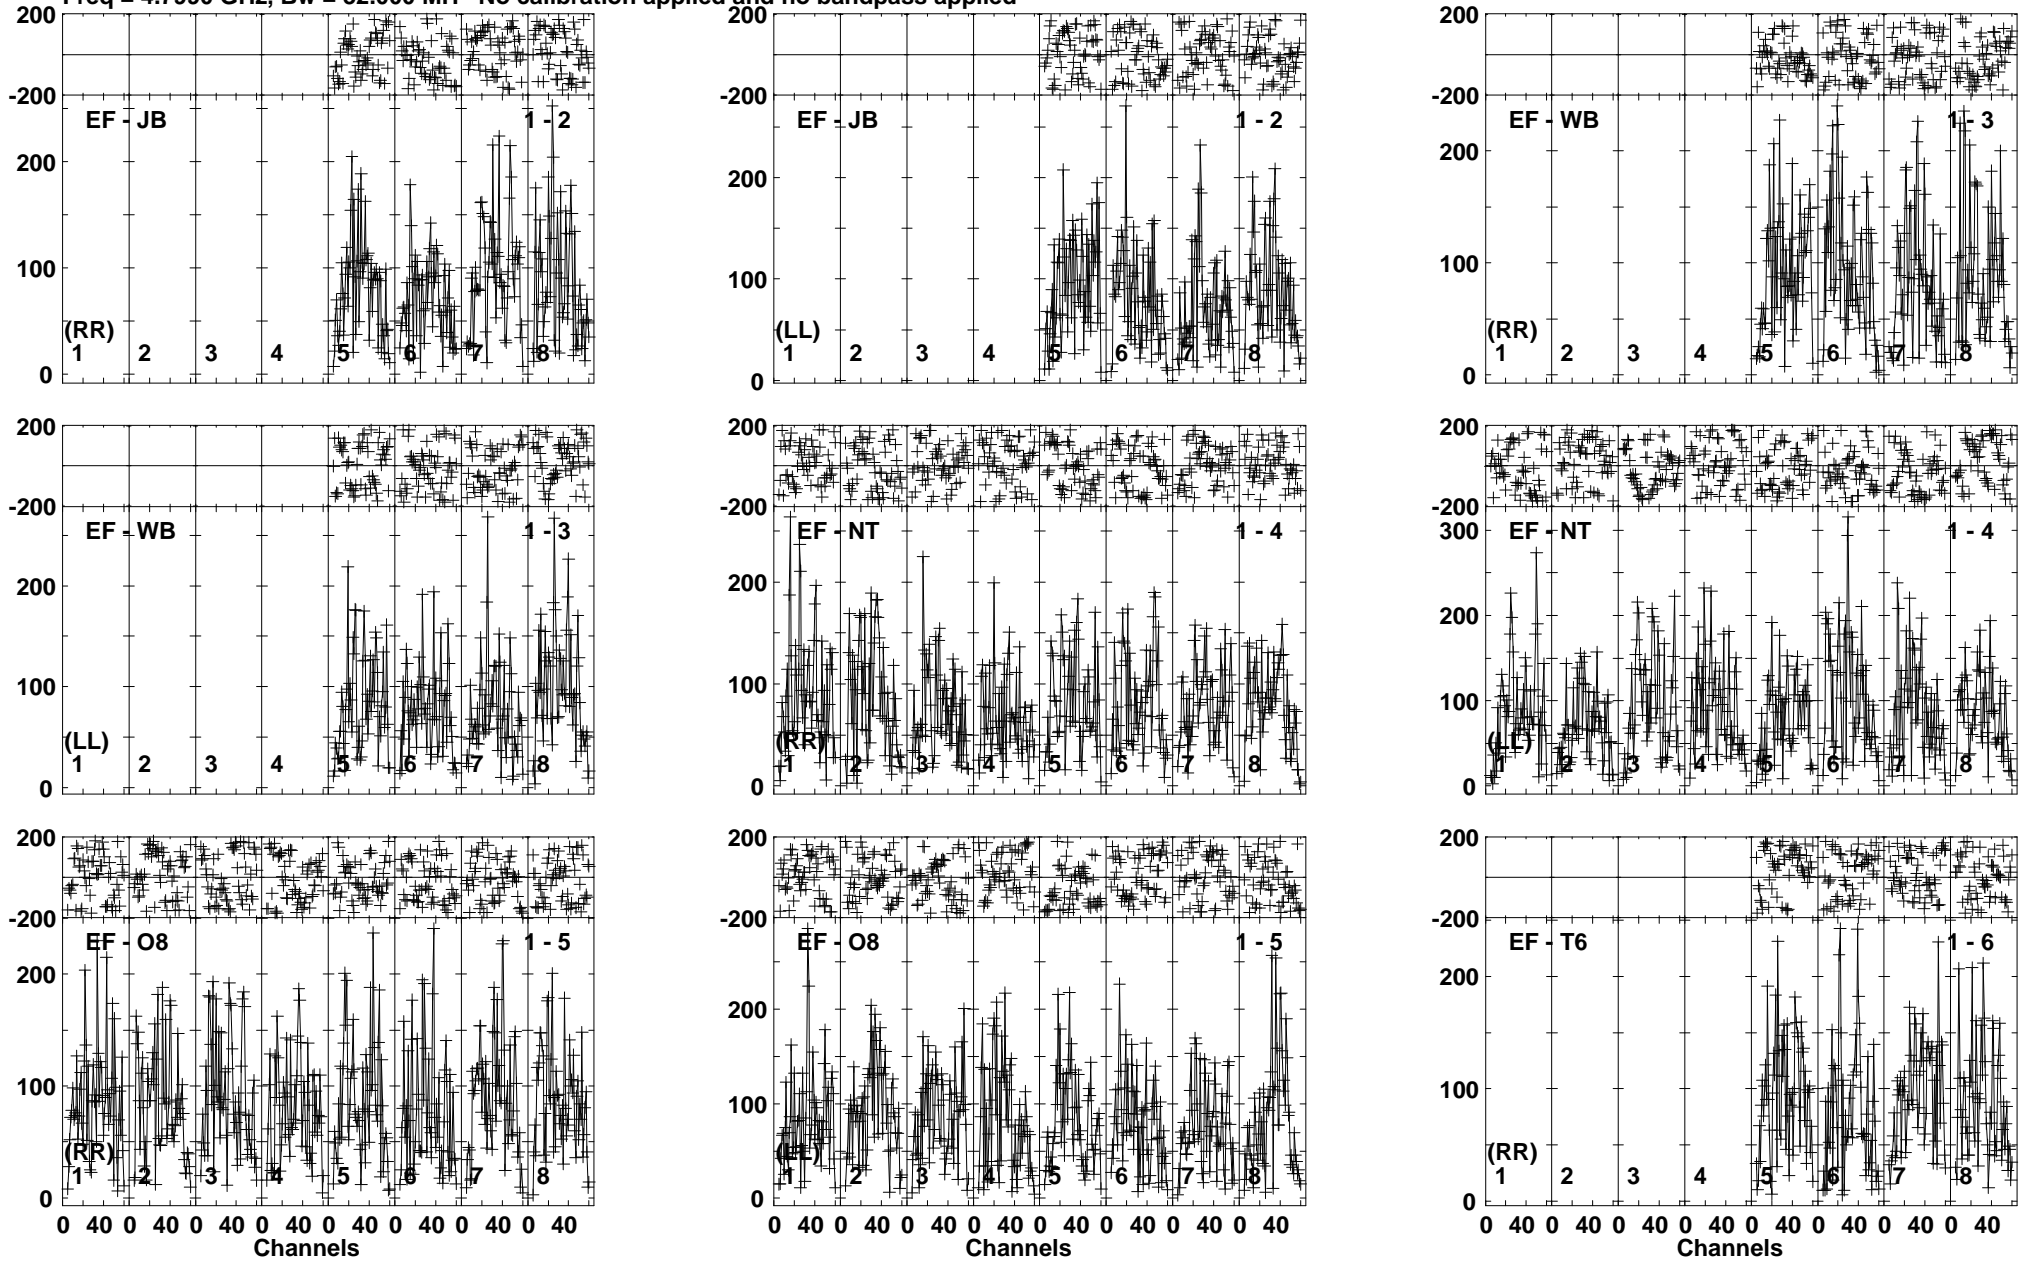 Freq = 4.7990 GHz, Bw = 32.000 MH No calibration applied and no bandpass applied
200 200 200
-200 -200 -200
EF - JB 1 - 2 EF - JB 1 - 2 EF - WB 1 - 3
200 200 200
100 100 100
(RR) (LL) (RR)
1 2 3 4 5 6 7 8 1 2 3 4 5 6 7 8 1 2 3 4 5 6 7 8
0 0 0
200 200 200
-200 -200 -200
EF - WB 1 - 3 EF - NT 1 - 4 EF - NT 1 - 4
300
200 200 200
100 100 100
(LL) (RR) (LL)
1 2 3 4 5 6 7 8 1 2 3 4 5 6 7 8 1 2 3 4 5 6 7 8
0 0 0
200 200 200
-200 -200 -200
EF - O8 1 - 5 EF - O8 1 - 5 EF - T6 1 - 6
200 200 200
100 100 100
(RR) (LL) (RR)
1 2 3 4 5 6 7 8 1 2 3 4 5 6 7 8 1 2 3 4 5 6 7 8
0 0 0
0 40 0 40 0 40 0 40 0 40 0 40 0 40 0 40 0 40 0 40 0 40 0 40 0 40 0 40 0 40 0 40 0 40 0 40 0 40 0 40 0 40 0 40 0 40 0 40
Channels Channels Channels